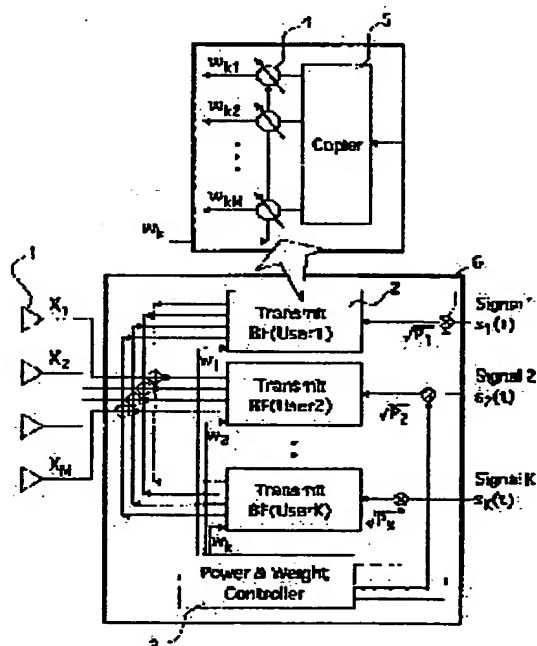 4
5
w_k1
w_k2
Copier
w_kM
w_k
1
6
X_1
Transmit
BF(User1)
2
Signal 1
s_1(t)
√P_1
w_1
X_2
Transmit
BF(User2)
Signal 2
s_2(t)
√P_2
w_2
X_M
Transmit
BF(UserK)
Signal K
s_K(t)
√P_K
w_k
Power & Weight
Controller
3